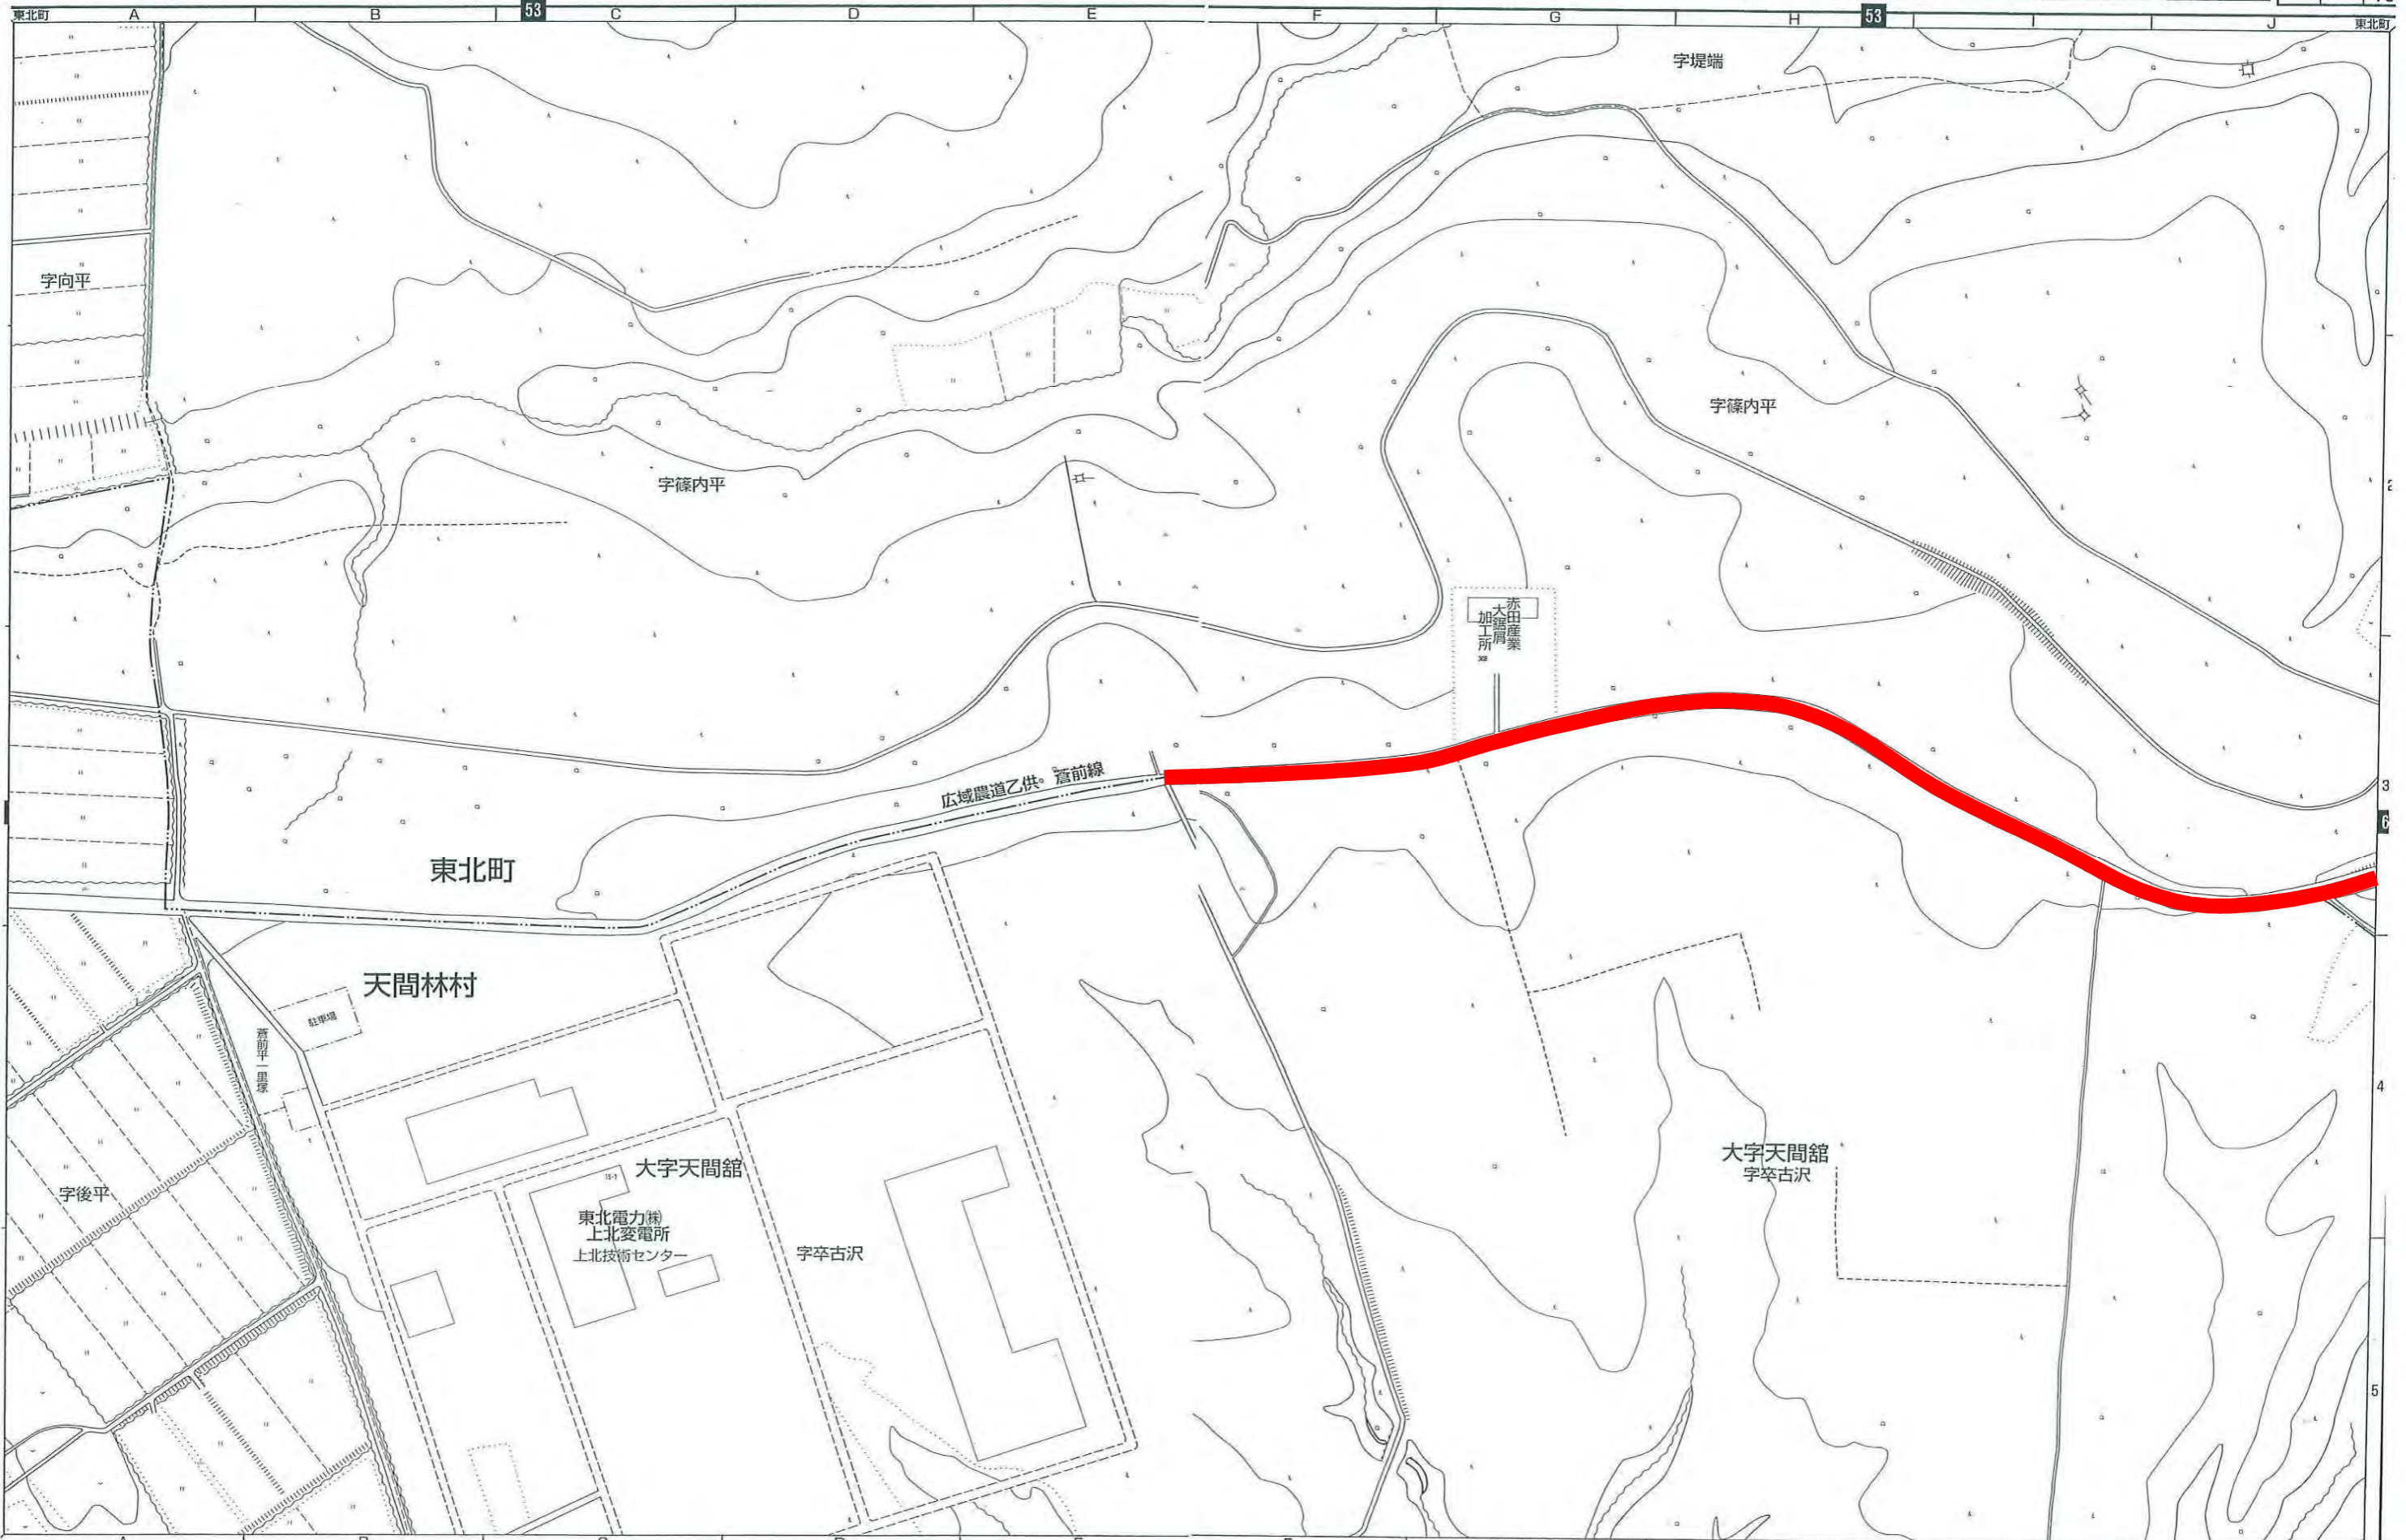 東北町 A B 53 C D E F G H 53 I J 東北町
字堤端
字向平
字篠内平
字篠内平
2
赤田産業
大鋸屑
加工所
3
広域農道乙供。蒼前線
6
東北町
天間林村
駐車場
蒼前平一里塚
4
大字天間舘
字卒古沢
大字天間舘
字後平
東北電力㈱
上北変電所
上北技術センター
字卒古沢
5